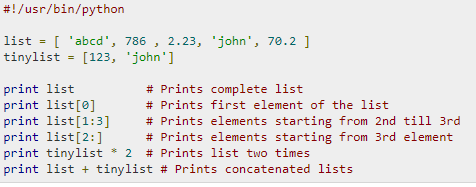 #!/usr/bin/python
list = [ 'abcd', 786 , 2.23, 'john', 70.2 ]
tinylist = [123, 'john']
print list          # Prints complete list
print list[0]       # Prints first element of the list
print list[1:3]     # Prints elements starting from 2nd till 3rd
print list[2:]      # Prints elements starting from 3rd element
print tinylist * 2  # Prints list two times
print list + tinylist # Prints concatenated lists